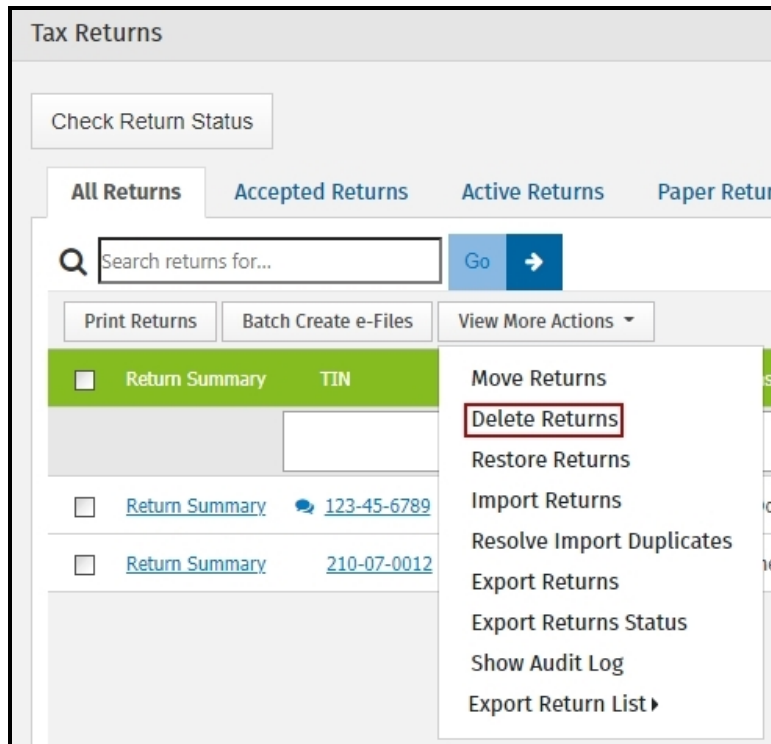 Tax Returns
Check Return Status
All Returns Accepted Returns Active Returns Paper Retur
Search returns for... Go
Print Returns Batch Create e-Files View More Actions
Return Summary TIN
Move Returns
Delete Returns
Restore Returns
Return Summary 123-45-6789
Import Returns
Resolve Import Duplicates
Return Summary 210-07-0012
Export Returns
Export Returns Status
Show Audit Log
Export Return List